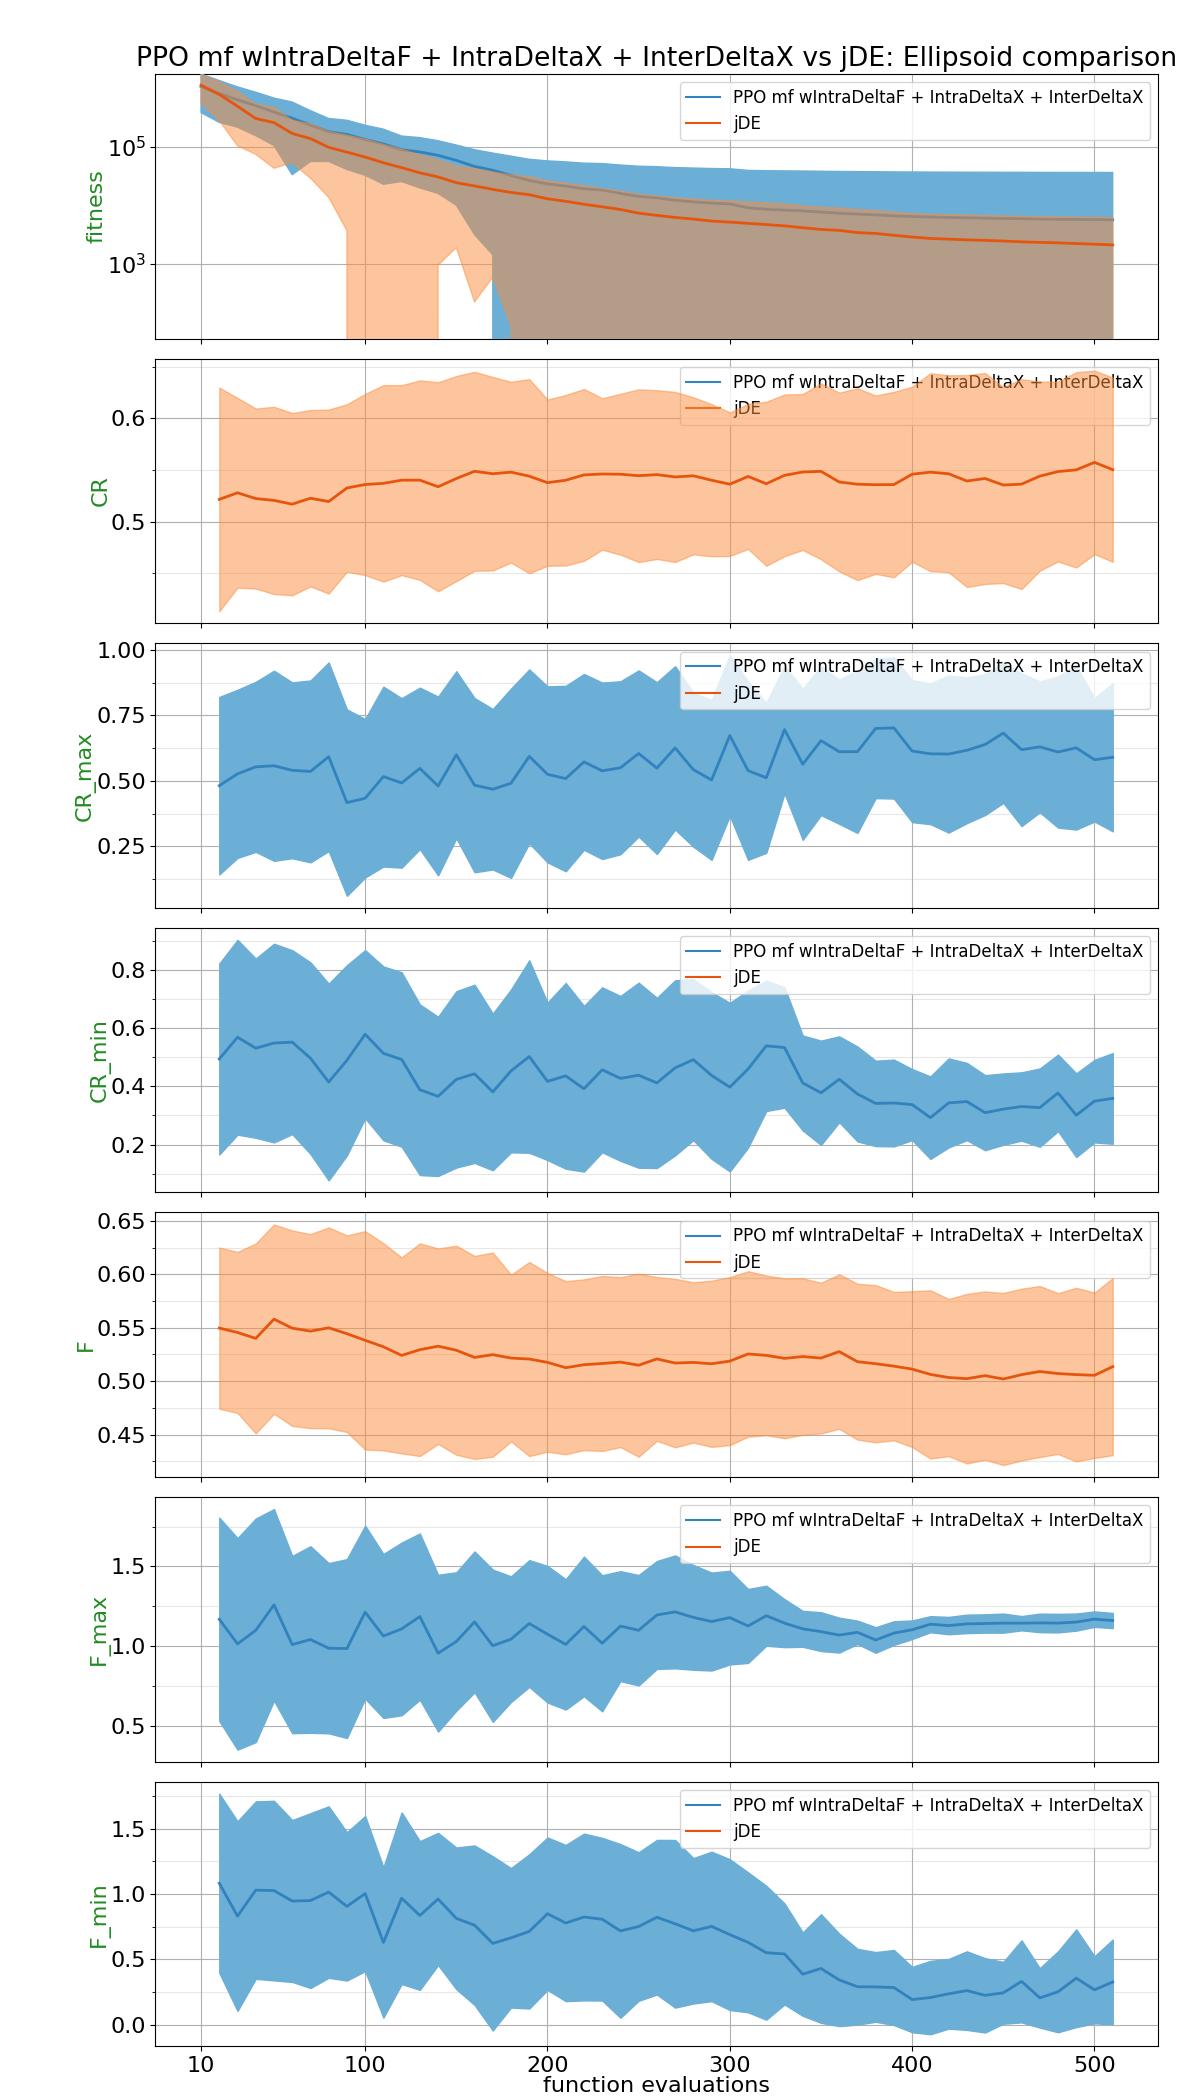 PPO mf wIntraDeltaF + IntraDeltaX + InterDeltaX vs jDE: Ellipsoid comparison
PPO mf wIntraDeltaF + IntraDeltaX + InterDeltaX
jDE
10^5
10^3
fitness
PPO mf wIntraDeltaF + IntraDeltaX + InterDeltaX
jDE
0.6
0.5
CR
PPO mf wIntraDeltaF + IntraDeltaX + InterDeltaX
jDE
1.00
0.75
0.50
0.25
CR_max
PPO mf wIntraDeltaF + IntraDeltaX + InterDeltaX
jDE
0.8
0.6
0.4
0.2
CR_min
PPO mf wIntraDeltaF + IntraDeltaX + InterDeltaX
jDE
0.65
0.60
0.55
0.50
0.45
F
PPO mf wIntraDeltaF + IntraDeltaX + InterDeltaX
jDE
1.5
1.0
0.5
F_max
PPO mf wIntraDeltaF + IntraDeltaX + InterDeltaX
jDE
1.5
1.0
0.5
0.0
F_min
10 100 200 300 400 500
function evaluations